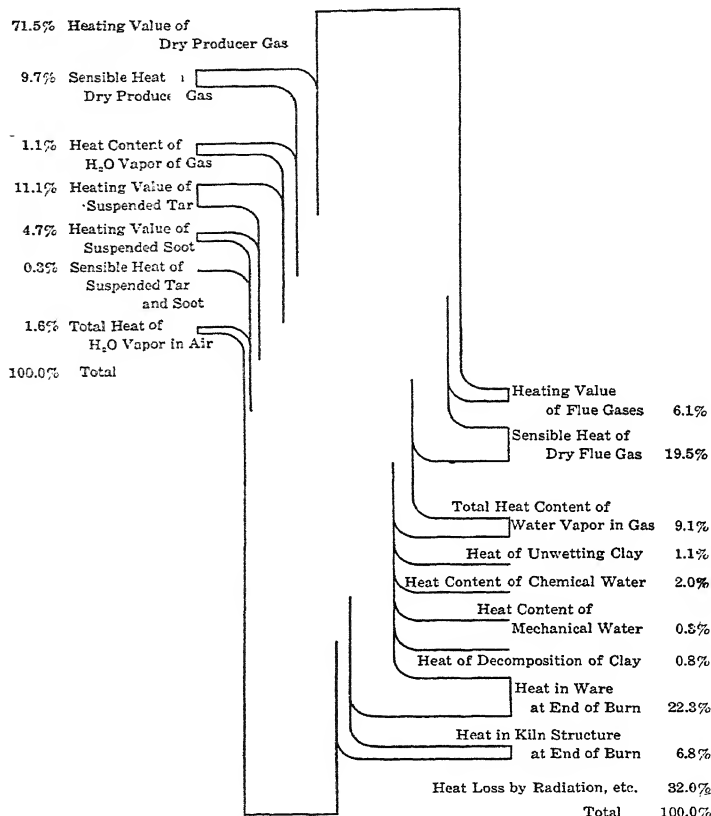 71.5% Heating Value of
Dry Producer Gas
9.7% Sensible Heat
Dry Produce Gas
1.1% Heat Content of
H₂O Vapor of Gas
11.1% Heating Value of
Suspended Tar
4.7% Heating Value of
Suspended Soot
0.3% Sensible Heat of
Suspended Tar
and Soot
1.6% Total Heat of
H₂O Vapor in Air
100.0% Total
Heating Value
of Flue Gases 6.1%
Sensible Heat of
Dry Flue Gas 19.5%
Total Heat Content of
Water Vapor in Gas 9.1%
Heat of Unwetting Clay 1.1%
Heat Content of Chemical Water 2.0%
Heat Content of
Mechanical Water 0.3%
Heat of Decomposition of Clay 0.8%
Heat in Ware
at End of Burn 22.3%
Heat in Kiln Structure
at End of Burn 6.8%
Heat Loss by Radiation, etc. 32.0%
Total 100.0%